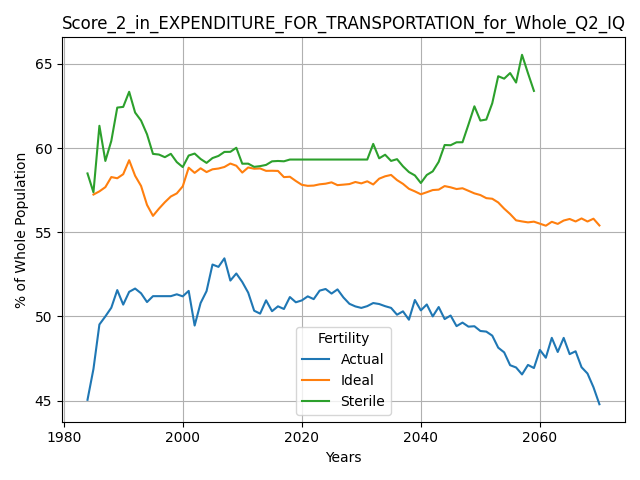 Score_2_in_EXPENDITURE_FOR_TRANSPORTATION_for_Whole_Q2_IQ
65
60
55
50
45
% of Whole Population
Fertility
Actual
Ideal
Sterile
1980
2000
2020
2040
2060
Years